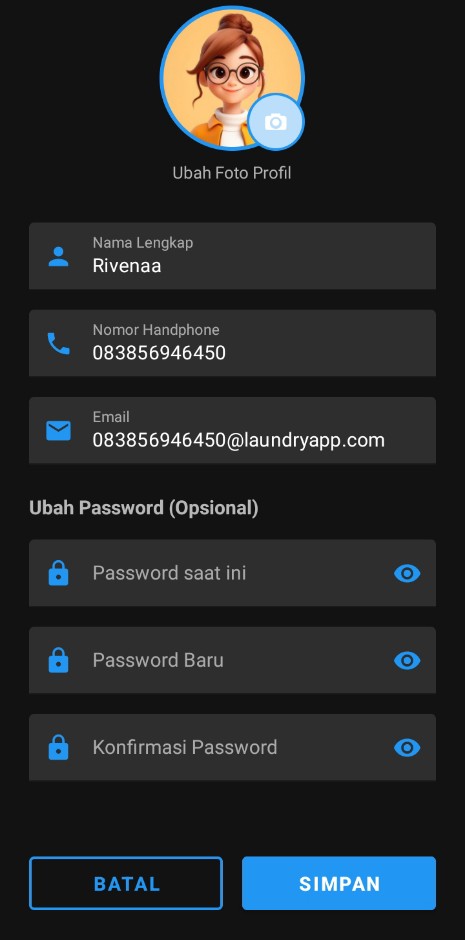 Ubah Foto Profil
Nama Lengkap
Rivenaa
Nomor Handphone
083856946450
Email
083856946450@laundryapp.com
Ubah Password (Opsional)
Password saat ini
Password Baru
Konfirmasi Password
BATAL
SIMPAN